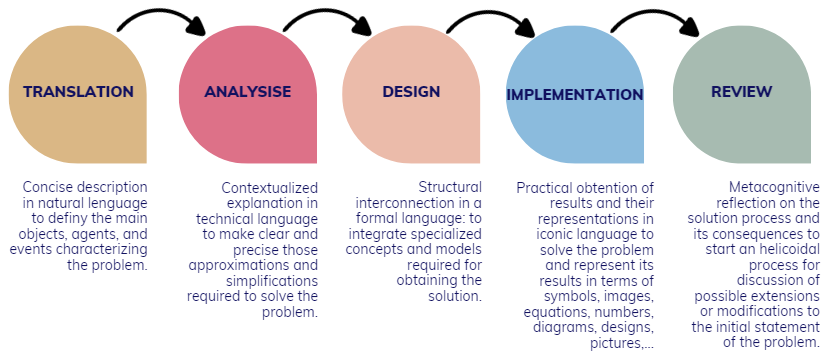 TRANSLATION
ANALYSISE
DESIGN
IMPLEMENTATION
REVIEW
Concise description
in natural lenguage
to definy the main
objects, agents, and
events characterizing
the problem.
Contextualized
explanation in
technical language
to make clear and
precise those
approximations and
simplifications
required to solve the
problem.
Structural
interconnection in a
formal language: to
integrate specialized
concepts and models
required for
obtaining the
solution.
Practical obtention of
results and their
representations in
iconic language to
solve the problem
and represent its
results in terms of
symbols, images,
equations, numbers,
diagrams, designs,
pictures,...
Metacognitive
reflection on the
solution process and
its consequences to
start an helicoidal
process for
discussion of
possible extensions
or modifications to
the initial statement
of the problem.